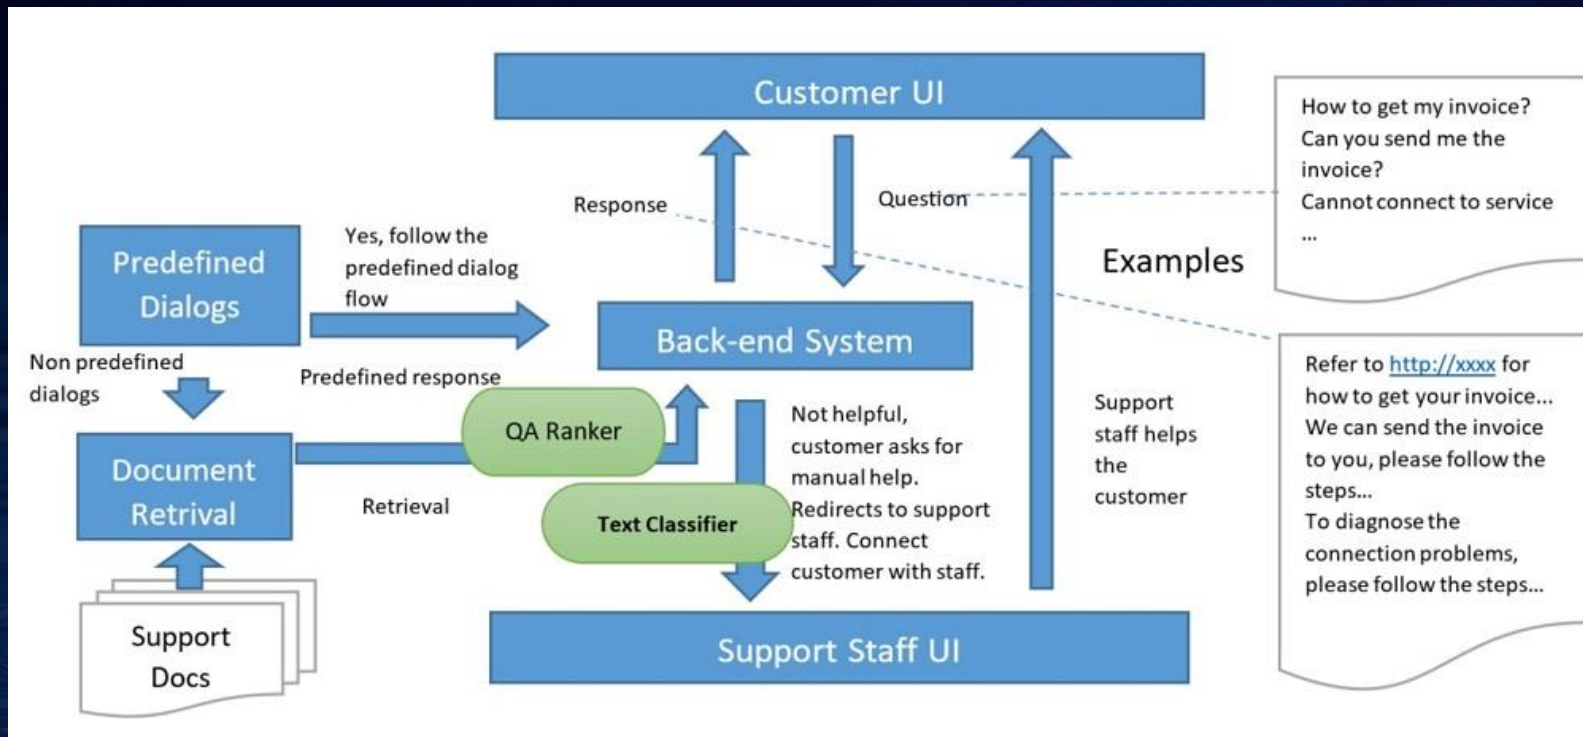 Customer UI
How to get my invoice?
Can you send me the
invoice?
Cannot connect to service
...
Response
Question
Examples
Predefined
Dialogs
Yes, follow the
predefined dialog
flow
Back-end System
Non predefined
dialogs
Predefined response
QA Ranker
Document
Retrival
Retrieval
Text Classifier
Not helpful,
customer asks for
manual help.
Redirects to support
staff. Connect
customer with staff.
Support
staff helps
the
customer
Refer to http://xxxx for
how to get your invoice...
We can send the invoice
to you, please follow the
steps...
To diagnose the
connection problems,
please follow the steps...
Support
Docs
Support Staff UI